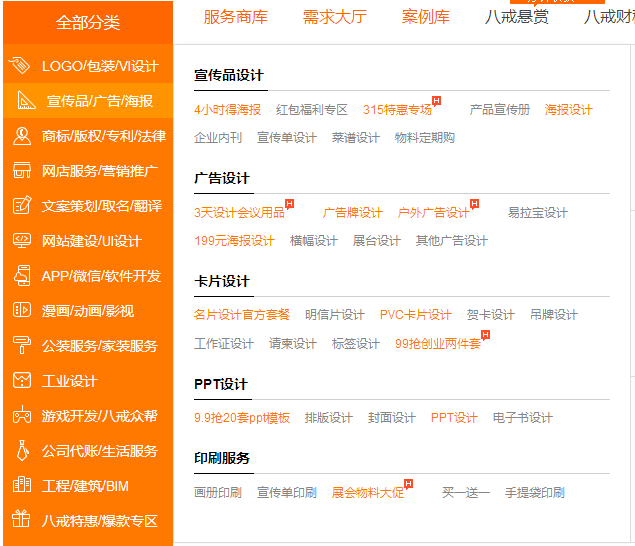 全部分类
服务商库 需求大厅 案例库 八戒悬赏 八戒财
LOGO/包装/VI设计
宣传品/广告/海报
商标/版权/专利/法律
网店服务/营销推广
文案策划/取名/翻译
网站建设/UI设计
APP/微信/软件开发
漫画/动画/影视
公装服务/家装服务
工业设计
游戏开发/八戒众帮
公司代账/生活服务
工程/建筑/BIM
八戒特惠/爆款专区
宣传品设计
4小时得海报 红包福利专区 315特惠专场 H 产品宣传册 海报设计
企业内刊 宣传单设计 菜谱设计 物料定期购
广告设计
3天设计会议用品 H 广告牌设计 户外广告设计 H 易拉宝设计
199元海报设计 横幅设计 展台设计 其他广告设计
卡片设计
名片设计官方套餐 明信片设计 PVC卡片设计 贺卡设计 吊牌设计
工作证设计 请柬设计 标签设计 99抢创业两件套 H
PPT设计
9.9抢20套ppt模板 排版设计 封面设计 PPT设计 电子书设计
印刷服务
画册印刷 宣传单印刷 展会物料大促 H 买一送一 手提袋印刷